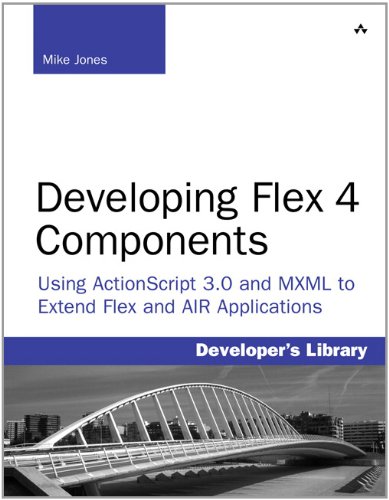 Mike Jones
Developing Flex 4
Components
Using ActionScript 3.0 and MXML to
Extend Flex and AIR Applications
Developer's Library